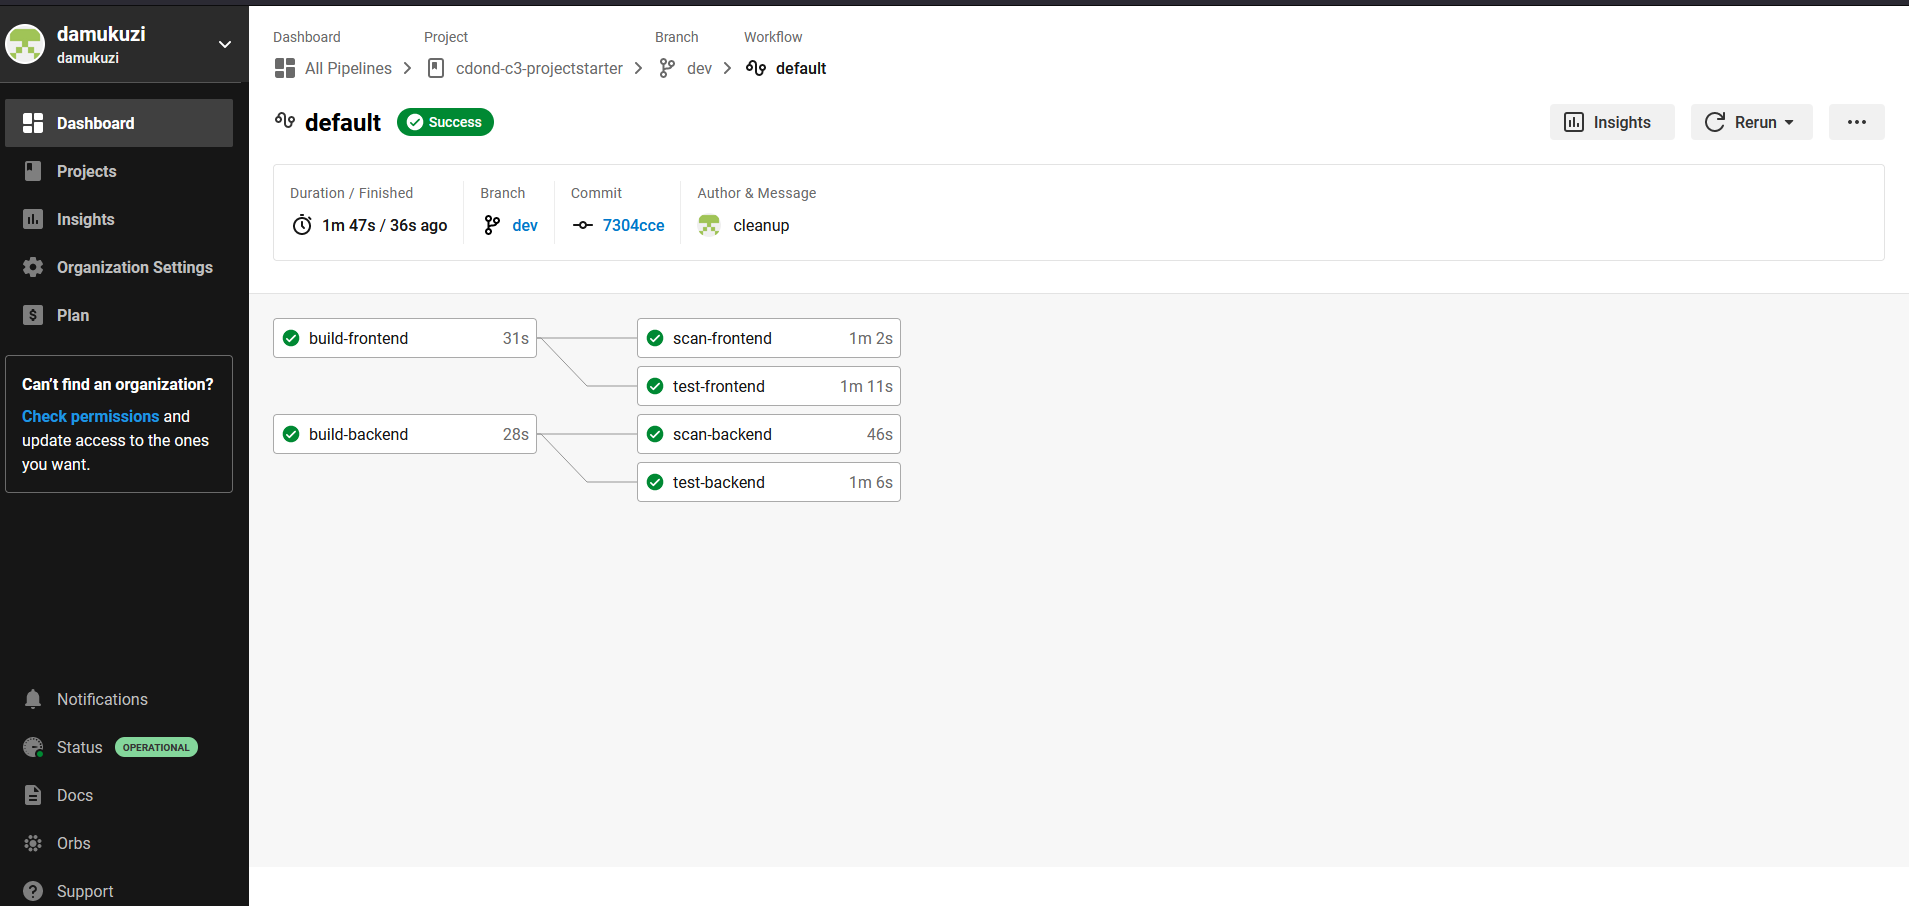 damukuzi
damukuzi
Dashboard
Projects
Insights
Organization Settings
Plan
Can't find an organization?
Check permissions and
update access to the ones
you want.
Notifications
Status OPERATIONAL
Docs
Orbs
Support
Dashboard Project Branch Workflow
All Pipelines cdond-c3-projectstarter dev default
default Success Insights Rerun
Duration / Finished Branch Commit Author & Message
1m 47s / 36s ago dev 7304cce cleanup
build-frontend 31s scan-frontend 1m 2s
test-frontend 1m 11s
build-backend 28s scan-backend 46s
test-backend 1m 6s